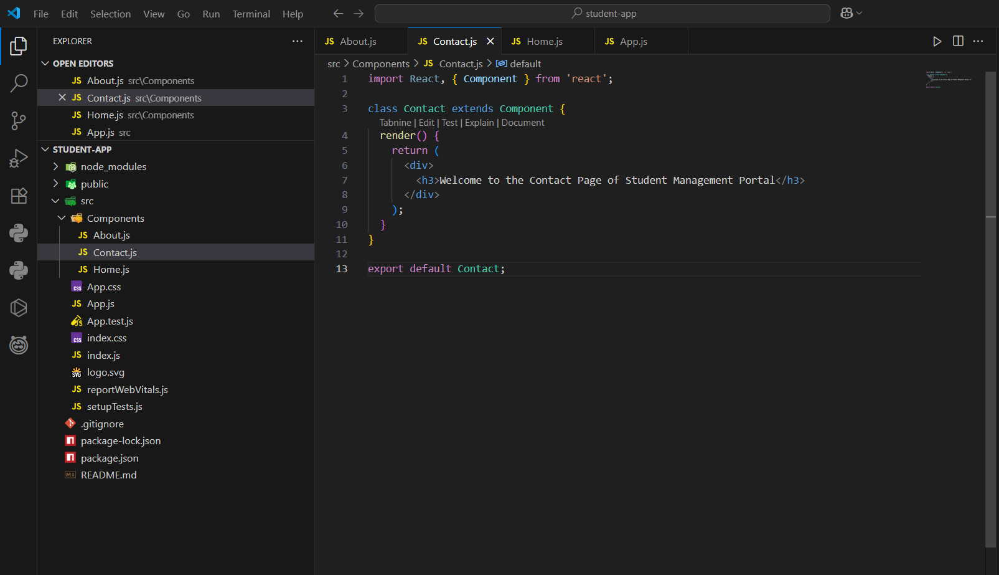 File Edit Selection View Go Run Terminal Help
student-app
EXPLORER
OPEN EDITORS
JS About.js src\Components
JS Contact.js src\Components
JS Home.js src\Components
JS App.js src
STUDENT-APP
node_modules
public
src
Components
JS About.js
JS Contact.js
JS Home.js
css App.css
JS App.js
App.test.js
css index.css
JS index.js
SVG logo.svg
JS reportWebVitals.js
JS setupTests.js
.gitignore
package-lock.json
package.json
README.md
JS About.js JS Contact.js JS Home.js JS App.js
src > Components > JS Contact.js > default
1 import React, { Component } from 'react';
2
3 class Contact extends Component {
Tabnine | Edit | Test | Explain | Document
4 render() {
5 return (
6 <div>
7 <h3>Welcome to the Contact Page of Student Management Portal</h3>
8 </div>
9 );
10 }
11 }
12
13 export default Contact;